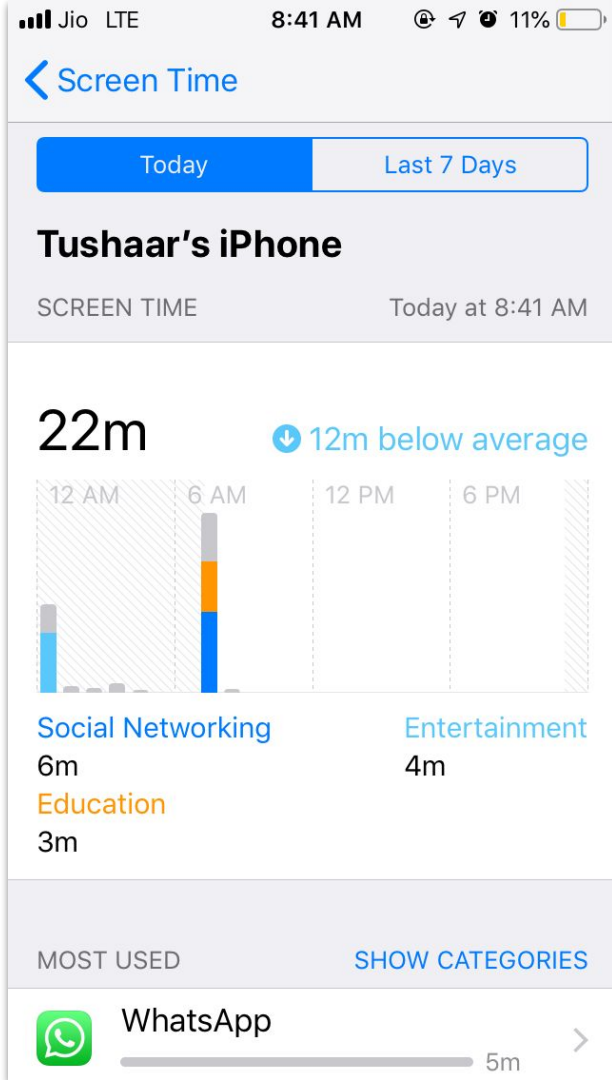 Jio LTE 8:41 AM 11%
Screen Time
Today Last 7 Days
Tushaar's iPhone
SCREEN TIME Today at 8:41 AM
22m 12m below average
12 AM 6 AM 12 PM 6 PM
Social Networking Entertainment
6m 4m
Education
3m
MOST USED SHOW CATEGORIES
WhatsApp
5m